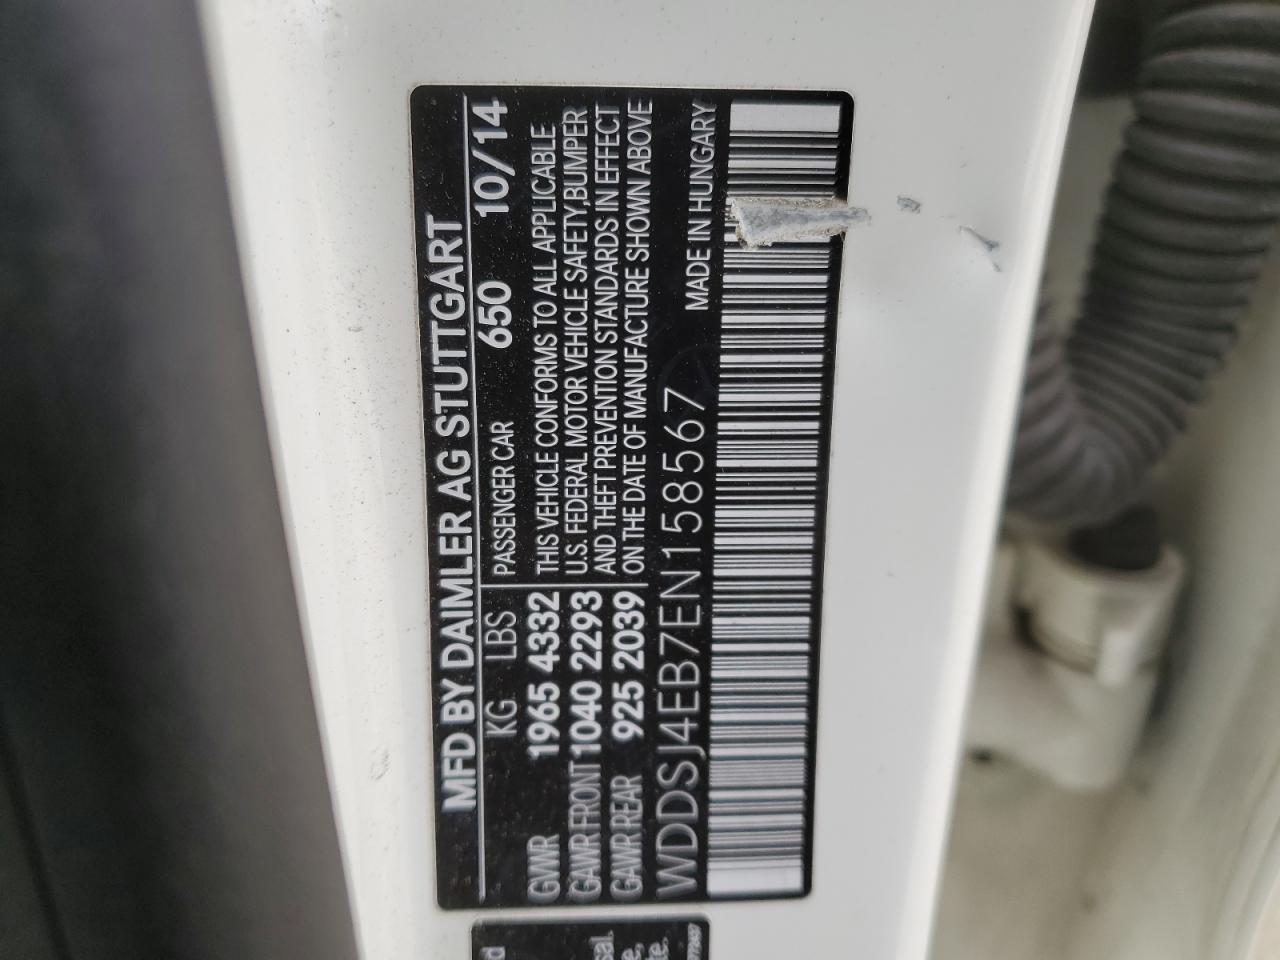 MFD BY DAIMLER AG STUTTGART
KG LBS PASSENGER CAR 650 10/14
GVWR 1965 4332 THIS VEHICLE CONFORMS TO ALL APPLICABLE
GAWR FRONT 1040 2293 U.S. FEDERAL MOTOR VEHICLE SAFETY,BUMPER
GAWR REAR 925 2039 AND THEFT PREVENTION STANDARDS IN EFFECT
ON THE DATE OF MANUFACTURE SHOWN ABOVE
WDDSJ4EB7EN158567 MADE IN HUNGARY